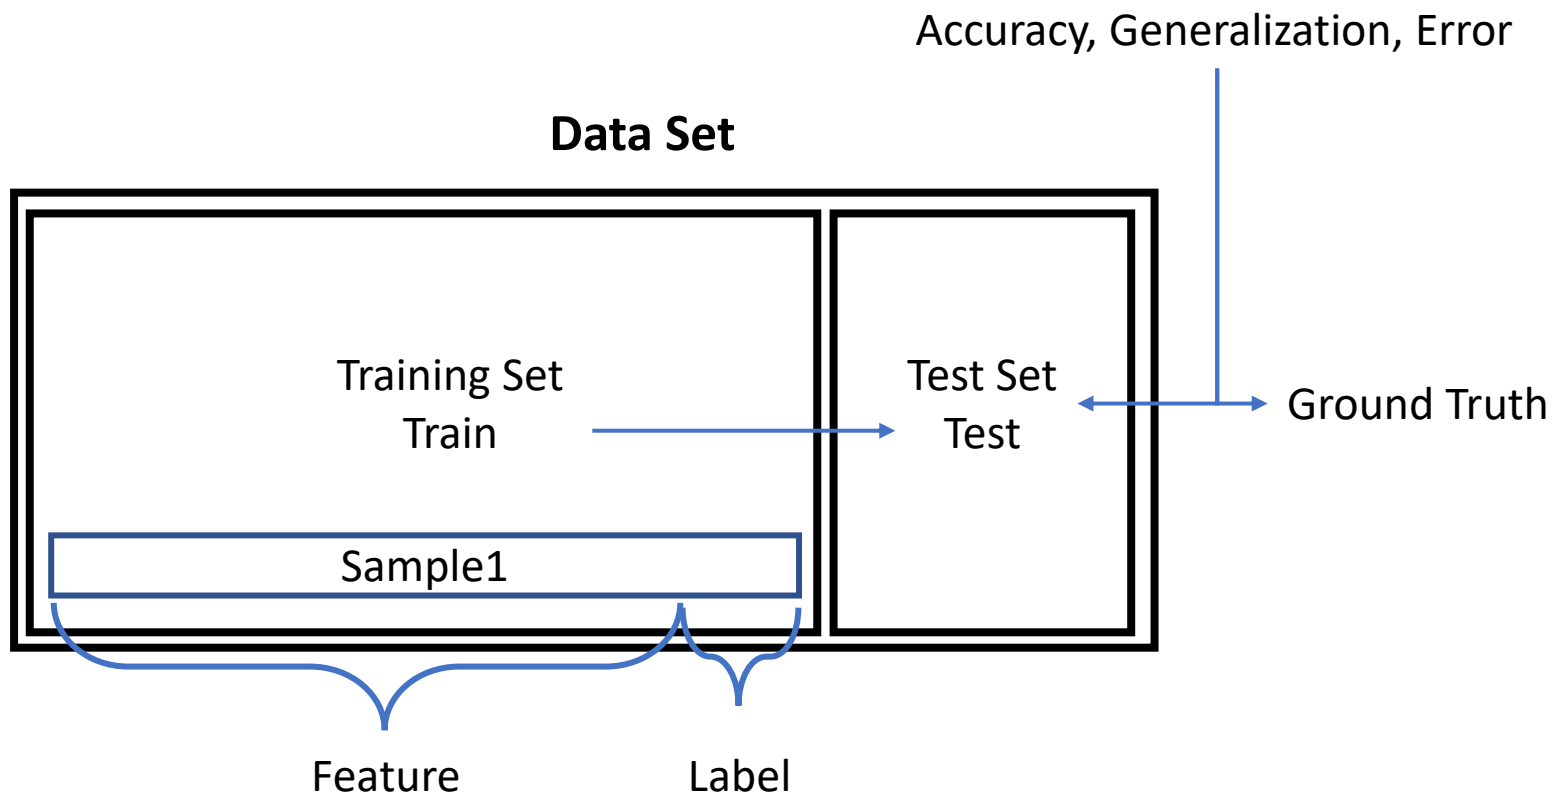 Accuracy, Generalization, Error
Data Set
Training Set
Train
Test Set
Test
Ground Truth
Sample1
Feature
Label